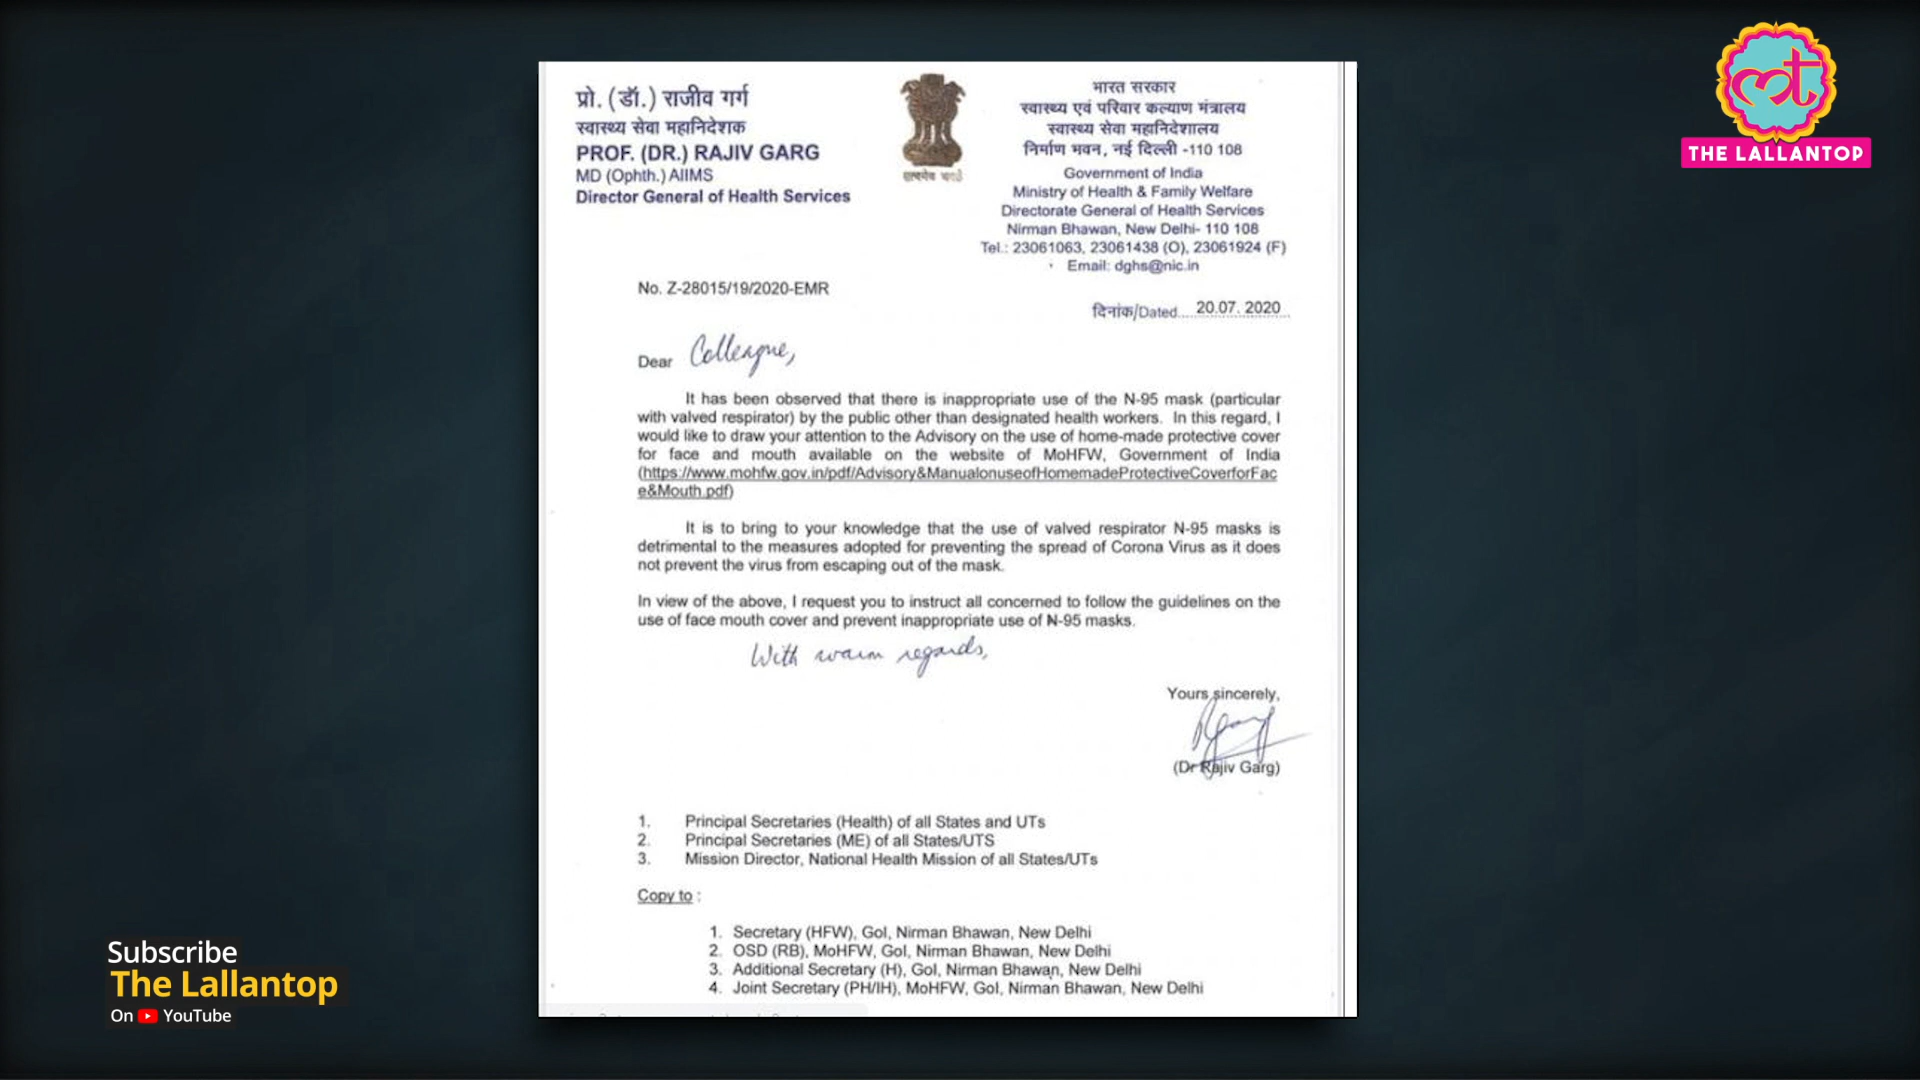 प्रो. (डॉ.) राजीव गर्ग
स्वास्थ्य सेवा महानिदेशक
PROF. (DR.) RAJIV GARG
MD (Ophth.) AIIMS
Director General of Health Services
सत्यमेव जयते
भारत सरकार
स्वास्थ्य एवं परिवार कल्याण मंत्रालय
स्वास्थ्य सेवा महानिदेशालय
निर्माण भवन, नई दिल्ली -110 108
Government of India
Ministry of Health & Family Welfare
Directorate General of Health Services
Nirman Bhawan, New Delhi- 110 108
Tel.: 23061063, 23061438 (O), 23061924 (F)
Email: dghs@nic.in
No. Z-28015/19/2020-EMR
दिनांक/Dated.... 20.07. 2020
Dear Colleague,
It has been observed that there is inappropriate use of the N-95 mask (particular
with valved respirator) by the public other than designated health workers. In this regard, I
would like to draw your attention to the Advisory on the use of home-made protective cover
for face and mouth available on the website of MoHFW, Government of India
(https://www.mohfw.gov.in/pdf/Advisory&ManualonuseofHomemadeProtectiveCoverforFac
e&Mouth.pdf)
It is to bring to your knowledge that the use of valved respirator N-95 masks is
detrimental to the measures adopted for preventing the spread of Corona Virus as it does
not prevent the virus from escaping out of the mask.
In view of the above, I request you to instruct all concerned to follow the guidelines on the
use of face mouth cover and prevent inappropriate use of N-95 masks.
With warm regards,
Yours sincerely,
(Dr Rajiv Garg)
1. Principal Secretaries (Health) of all States and UTs
2. Principal Secretaries (ME) of all States/UTS
3. Mission Director, National Health Mission of all States/UTs
Copy to :
1. Secretary (HFW), GoI, Nirman Bhawan, New Delhi
2. OSD (RB), MoHFW, GoI, Nirman Bhawan, New Delhi
3. Additional Secretary (H), GoI, Nirman Bhawan, New Delhi
4. Joint Secretary (PH/IH), MoHFW, GoI, Nirman Bhawan, New Delhi
THE LALLANTOP
Subscribe
The Lallantop
On YouTube